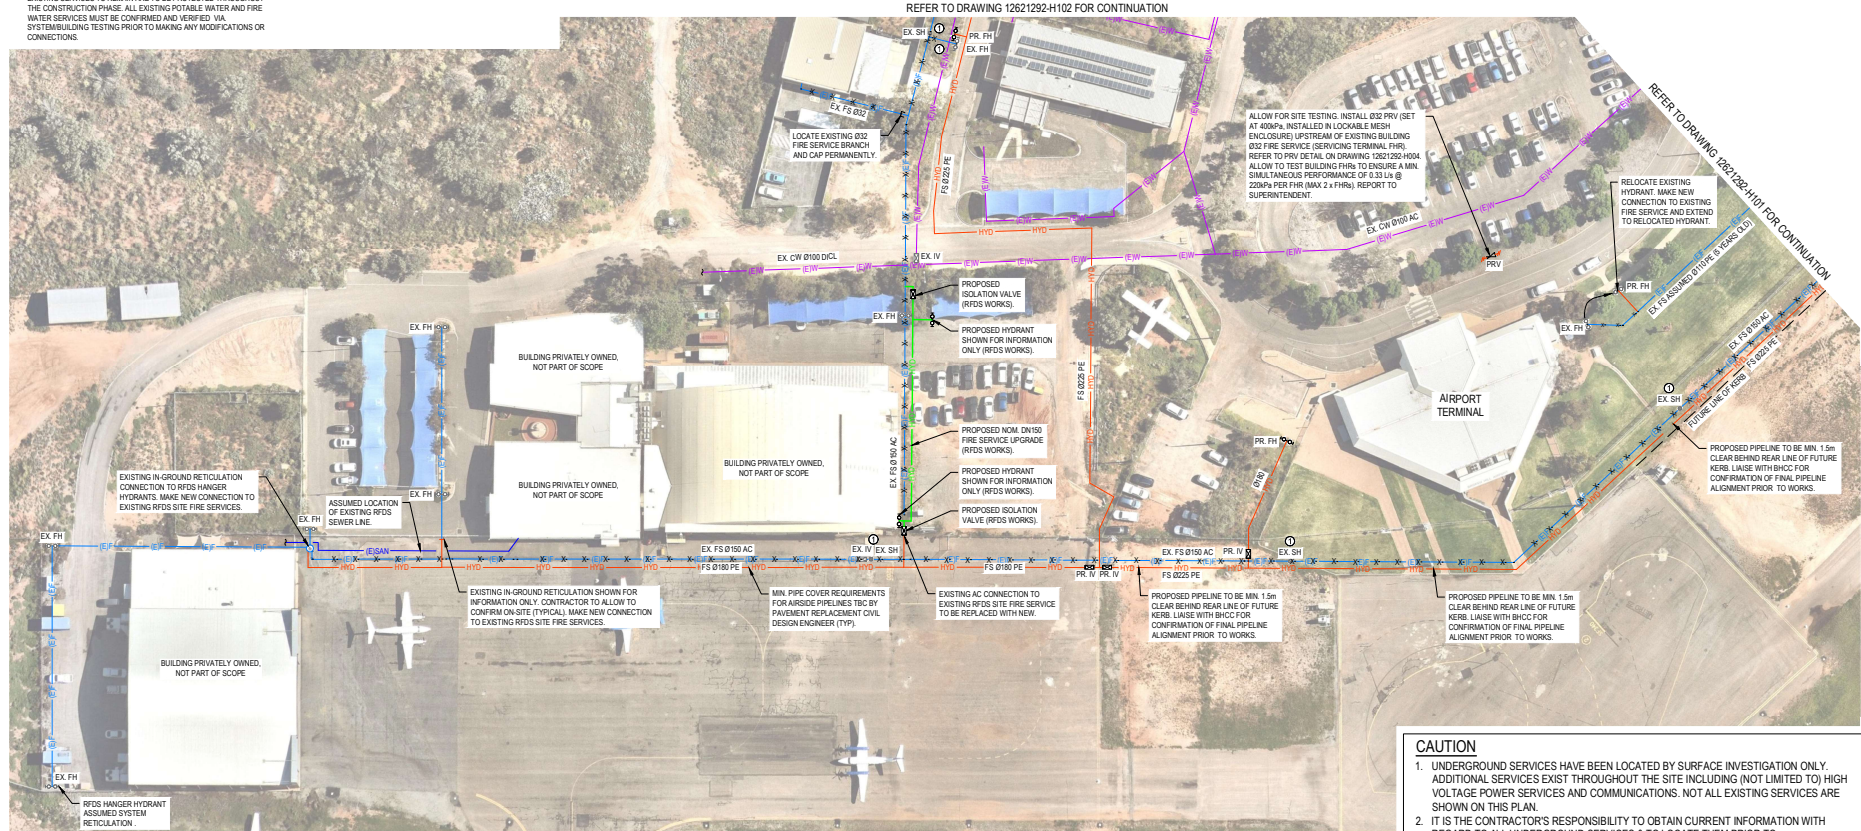 THE CONSTRUCTION PHASE. ALL EXISTING POTABLE WATER AND FIRE
WATER SERVICES MUST BE CONFIRMED AND VERIFIED VIA.
SYSTEM/BUILDING TESTING PRIOR TO MAKING ANY MODIFICATIONS OR
CONNECTIONS.
REFER TO DRAWING 12621292-H102 FOR CONTINUATION
REFER TO DRAWING 12621292-H101 FOR CONTINUATION
EX. SH
1
1
PR. FH
EX. FH
EX. FS Ø32
LOCATE EXISTING Ø32
FIRE SERVICE BRANCH
AND CAP PERMANENTLY.
FS Ø225 PE
HYD
(E)W
ALLOW FOR SITE TESTING. INSTALL Ø32 PRV (SET
AT 400kPa, INSTALLED IN LOCKABLE MESH
ENCLOSURE) UPSTREAM OF EXISTING BUILDING
Ø32 FIRE SERVICE (SERVICING TERMINAL FHR).
REFER TO PRV DETAIL ON DRAWING 12621292-H004.
ALLOW TO TEST BUILDING FHRs TO ENSURE A MIN.
SIMULTANEOUS PERFORMANCE OF 0.33 L/s @
220kPa PER FHR (MAX 2 x FHRs). REPORT TO
SUPERINTENDENT.
RELOCATE EXISTING
HYDRANT. MAKE NEW
CONNECTION TO EXISTING
FIRE SERVICE AND EXTEND
TO RELOCATED HYDRANT.
EX. CW Ø100 AC
EX. CW Ø100 DICL
EX. IV
PRV
PR. FH
EX. FH
EX. FS ASSUMED Ø110 PE (5 YEARS OLD)
EX. FS Ø150 AC
FS Ø225 PE
FUTURE LINE OF KERB
PROPOSED
ISOLATION VALVE
(RFDS WORKS).
EX. FH
PROPOSED HYDRANT
SHOWN FOR INFORMATION
ONLY (RFDS WORKS).
EX. FH
BUILDING PRIVATELY OWNED,
NOT PART OF SCOPE
FS Ø225 PE
AIRPORT
TERMINAL
1
EX. SH
PROPOSED NOM. DN150
FIRE SERVICE UPGRADE
(RFDS WORKS).
PR. FH
Ø180
PROPOSED PIPELINE TO BE MIN. 1.5m
CLEAR BEHIND REAR LINE OF FUTURE
KERB. LIAISE WITH BHCC FOR
CONFIRMATION OF FINAL PIPELINE
ALIGNMENT PRIOR TO WORKS.
EX. FS Ø150 AC
BUILDING PRIVATELY OWNED,
NOT PART OF SCOPE
BUILDING PRIVATELY OWNED,
NOT PART OF SCOPE
PROPOSED HYDRANT
SHOWN FOR INFORMATION
ONLY (RFDS WORKS).
PROPOSED ISOLATION
VALVE (RFDS WORKS).
EXISTING IN-GROUND RETICULATION
CONNECTION TO RFDS HANGER
HYDRANTS. MAKE NEW CONNECTION TO
EXISTING RFDS SITE FIRE SERVICES.
ASSUMED LOCATION
OF EXISTING RFDS
SEWER LINE.
EX. FH
EX. FH
EX. FH
(E)F
(E)SAN
EX. FS Ø150 AC
FS Ø180 PE
1
EX. IV
EX. SH
FS Ø180 PE
PR. IV
PR. IV
EX. FS Ø150 AC
FS Ø225 PE
PR. IV
1
EX. SH
EXISTING IN-GROUND RETICULATION SHOWN FOR
INFORMATION ONLY. CONTRACTOR TO ALLOW TO
CONFIRM ON-SITE (TYPICAL). MAKE NEW CONNECTION
TO EXISTING RFDS SITE FIRE SERVICES.
MIN. PIPE COVER REQUIREMENTS
FOR AIRSIDE PIPELINES TBC BY
PAVEMENT REPLACEMENT CIVIL
DESIGN ENGINEER (TYP).
EXISTING AC CONNECTION TO
EXISTING RFDS SITE FIRE SERVICE
TO BE REPLACED WITH NEW.
PROPOSED PIPELINE TO BE MIN. 1.5m
CLEAR BEHIND REAR LINE OF FUTURE
KERB. LIAISE WITH BHCC FOR
CONFIRMATION OF FINAL PIPELINE
ALIGNMENT PRIOR TO WORKS.
PROPOSED PIPELINE TO BE MIN. 1.5m
CLEAR BEHIND REAR LINE OF FUTURE
KERB. LIAISE WITH BHCC FOR
CONFIRMATION OF FINAL PIPELINE
ALIGNMENT PRIOR TO WORKS.
BUILDING PRIVATELY OWNED,
NOT PART OF SCOPE
EX. FH
RFDS HANGER HYDRANT
ASSUMED SYSTEM
RETICULATION .
CAUTION
1. UNDERGROUND SERVICES HAVE BEEN LOCATED BY SURFACE INVESTIGATION ONLY.
ADDITIONAL SERVICES EXIST THROUGHOUT THE SITE INCLUDING (NOT LIMITED TO) HIGH
VOLTAGE POWER SERVICES AND COMMUNICATIONS. NOT ALL EXISTING SERVICES ARE
SHOWN ON THIS PLAN.
2. IT IS THE CONTRACTOR'S RESPONSIBILITY TO OBTAIN CURRENT INFORMATION WITH
REGARD TO ALL UNDERGROUND SERVICES & TO LOCATE THEM PRIOR TO